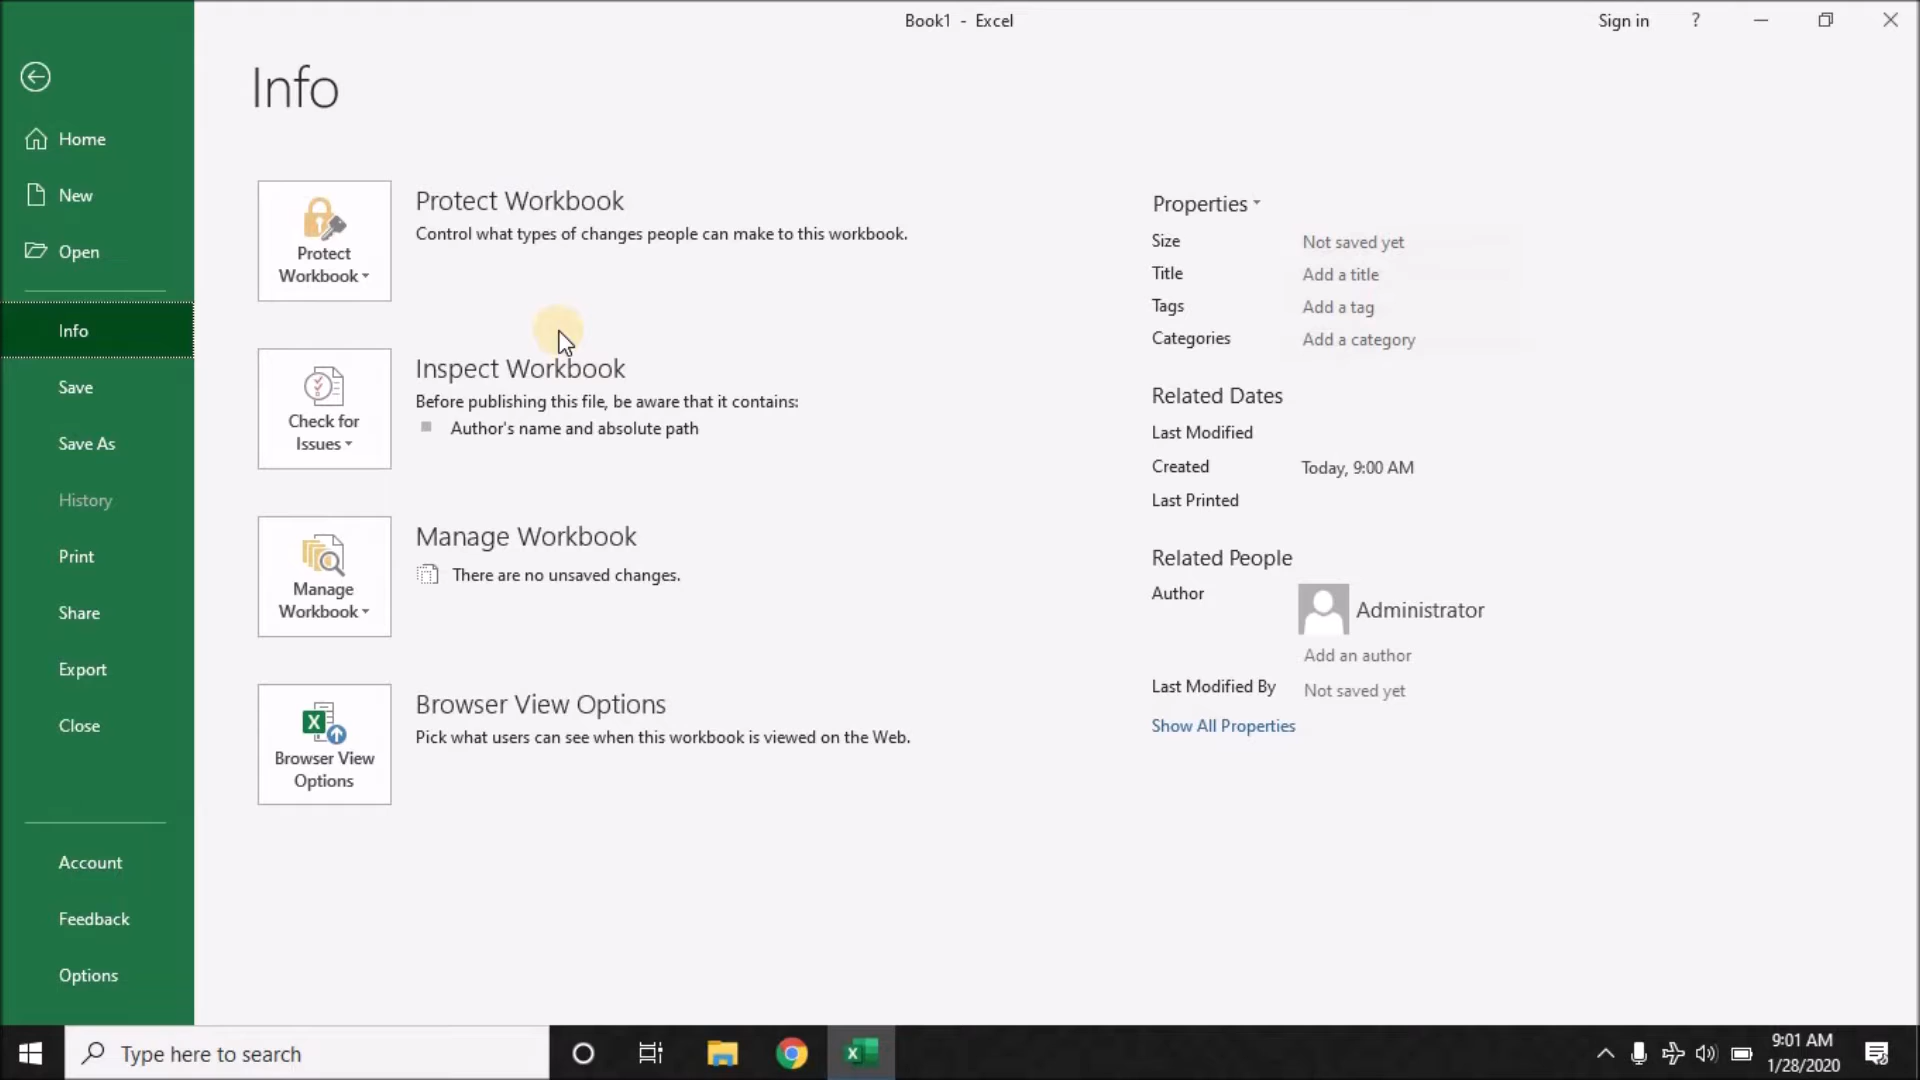 Book1 - Excel
Sign in
?
Info
Home
New
Open
Info
Save
Save As
History
Print
Share
Export
Close
Account
Feedback
Options
Protect
Workbook
Protect Workbook
Control what types of changes people can make to this workbook.
Check for
Issues
Inspect Workbook
Before publishing this file, be aware that it contains:
Author's name and absolute path
Manage
Workbook
Manage Workbook
There are no unsaved changes.
Browser View
Options
Browser View Options
Pick what users can see when this workbook is viewed on the Web.
Properties
Size Not saved yet
Title Add a title
Tags Add a tag
Categories Add a category
Related Dates
Last Modified
Created Today, 9:00 AM
Last Printed
Related People
Author Administrator
Add an author
Last Modified By Not saved yet
Show All Properties
Type here to search
9:01 AM
1/28/2020